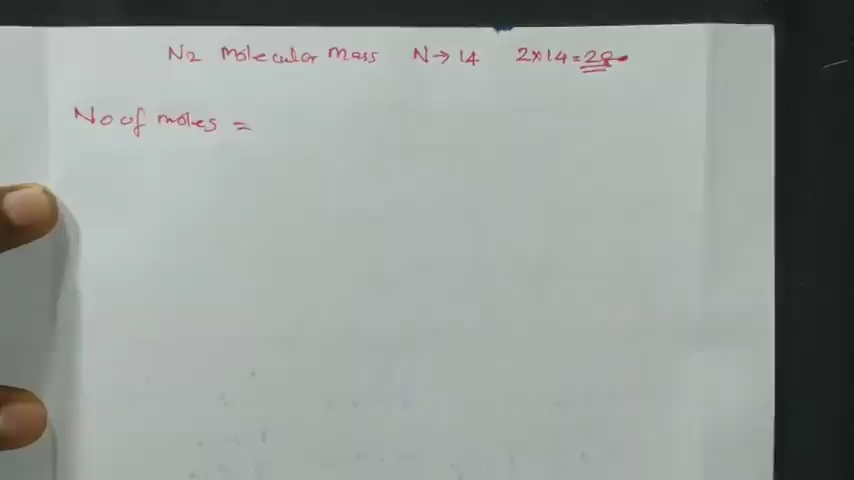 N2 Molecular Mass N → 14 2×14 = 28
No of moles =